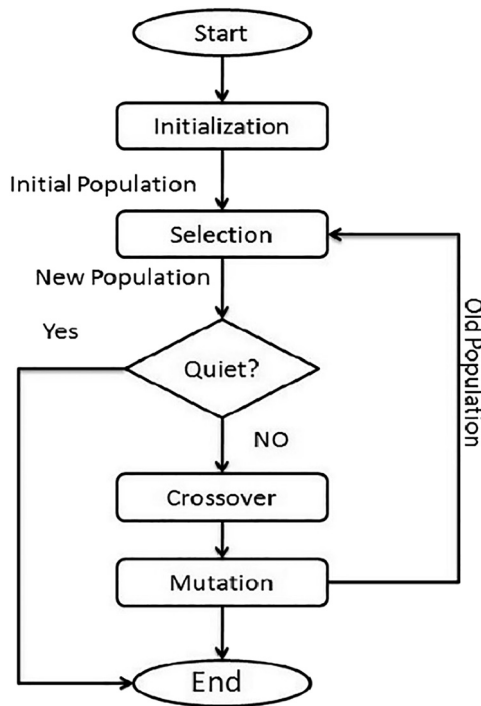 Start
Initialization
Initial Population
Selection
New Population
Yes
Quiet?
Old Population
NO
Crossover
Mutation
End